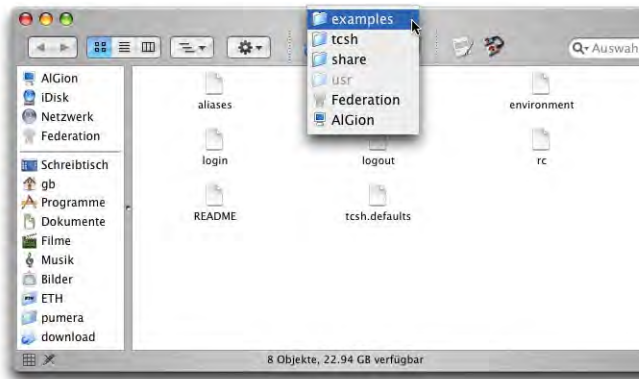 examples
tcsh
share
usr
Federation
AlGion
Auswah
AlGion
iDisk
Netzwerk
Federation
Schreibtisch
gb
Programme
Dokumente
Filme
Musik
Bilder
ETH
pumera
download
aliases
environment
login
logout
rc
README
tcsh.defaults
8 Objekte, 22.94 GB verfügbar